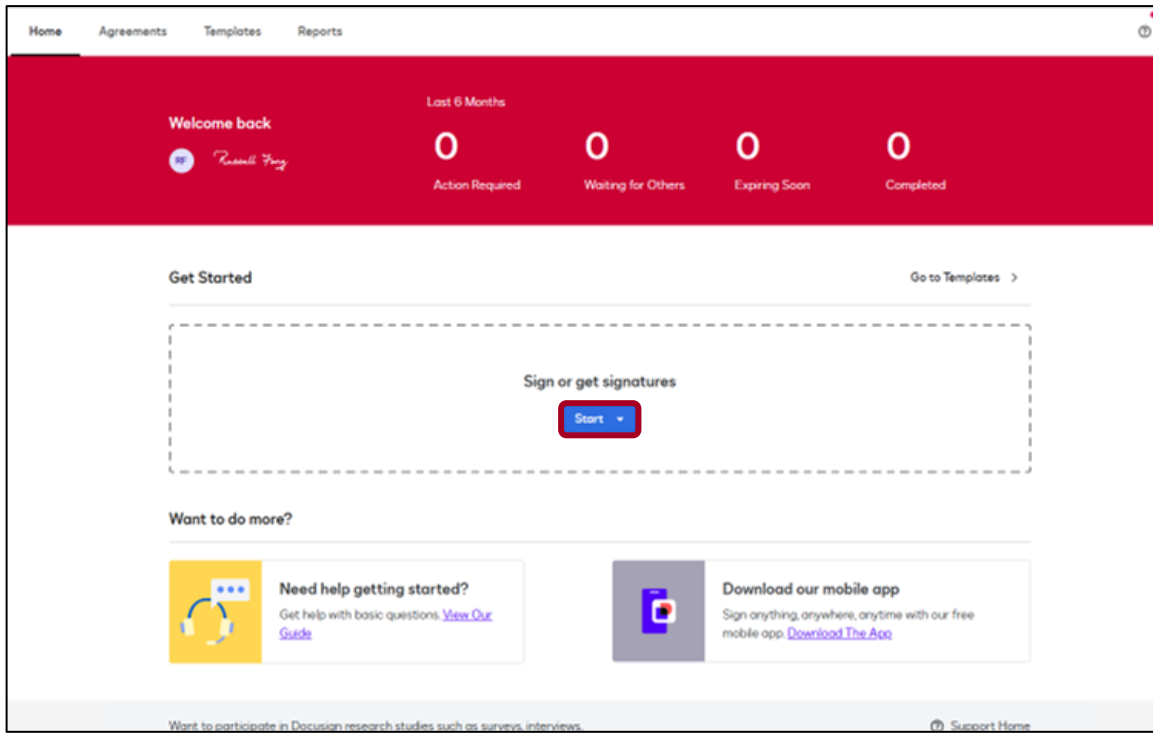 Home Agreements Templates Reports
Last 6 Months
Welcome back
RF Russell Fong
0 0 0 0
Action Required Waiting for Others Expiring Soon Completed
Get Started Go to Templates
Sign or get signatures
Start
Want to do more?
Need help getting started?
Get help with basic questions. View Our
Guide
Download our mobile app
Sign anything, anywhere, anytime with our free
mobile app. Download The App
Want to participate in Docusign research studies such as surveys, interviews, Support Home